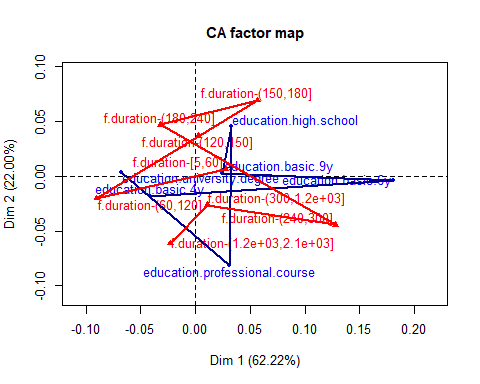 CA factor map
Dim 2 (22.00%)
0.10
0.05
0.00
-0.05
-0.10
f.duration-(150,180]
f.duration-(180,240]
education.high.school
f.duration-(120,150]
f.duration-[5,60]
education.basic.9y
education.university.degree
education.basic.6y
education.basic.4y
f.duration-(60,120]
f.duration-(300,1.2e+03]
f.duration-(240,300]
f.duration-(1.2e+03,2.1e+03]
education.professional.course
-0.10
-0.05
0.00
0.05
0.10
0.15
0.20
Dim 1 (62.22%)